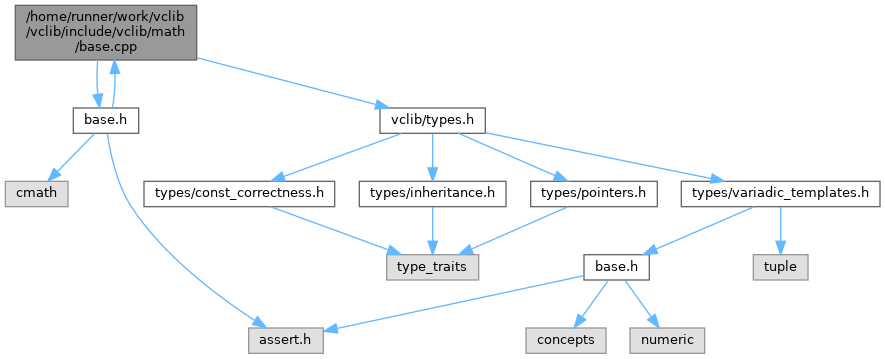 /home/runner/work/vclib
/vclib/include/vclib/math
/base.cpp
base.h
vclib/types.h
cmath
types/const_correctness.h
types/inheritance.h
types/pointers.h
types/variadic_templates.h
type_traits
base.h
tuple
assert.h
concepts
numeric